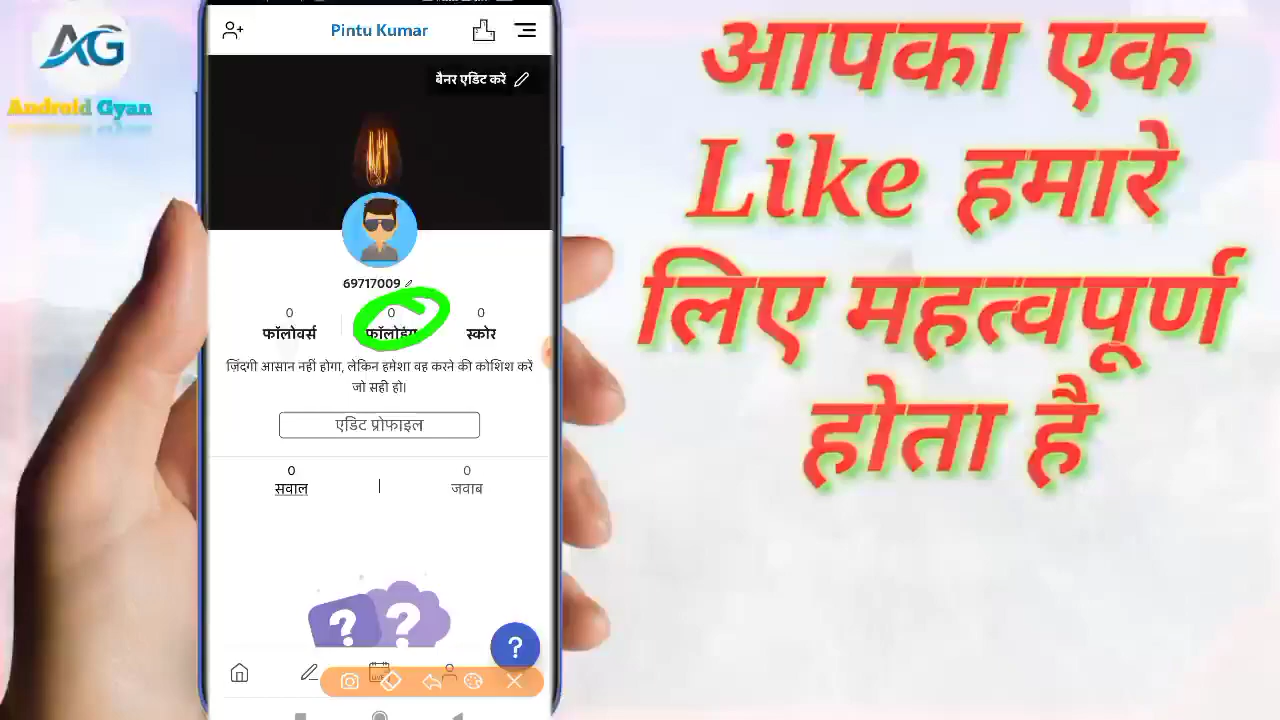 AG
Android Gyan
Pintu Kumar
बैनर एडिट करें
69717009
0 0 0
फॉलोवर्स फॉलोइंग स्कोर
ज़िंदगी आसान नहीं होगा, लेकिन हमेशा वह करने की कोशिश करें
जो सही हो।
एडिट प्रोफाइल
0 0
सवाल | जवाब
? ?
?
आपका एक
Like हमारे
लिए महत्वपूर्ण
होता है